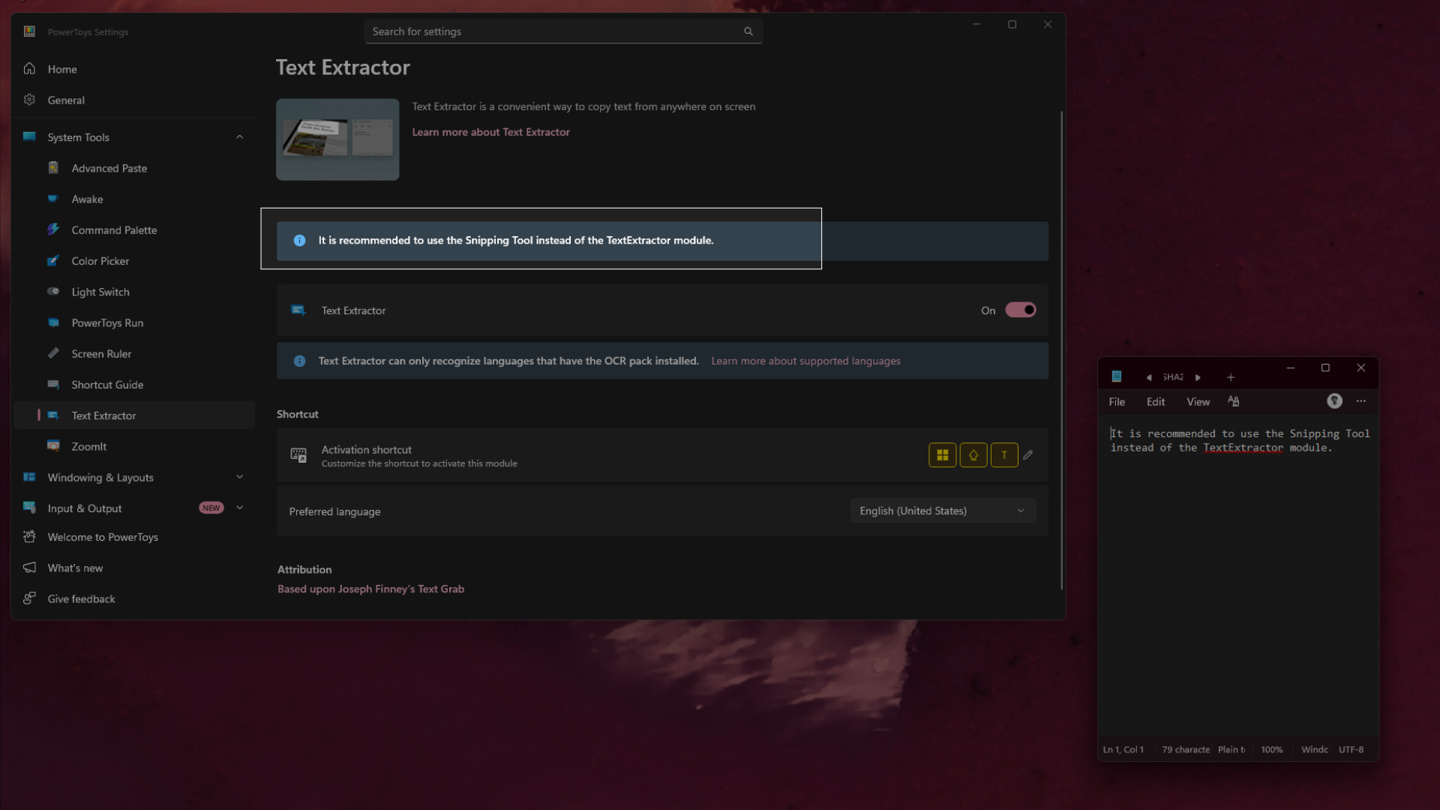 PowerToys Settings
Search for settings
Home
General
System Tools
Advanced Paste
Awake
Command Palette
Color Picker
Light Switch
PowerToys Run
Screen Ruler
Shortcut Guide
Text Extractor
ZoomIt
Windowing & Layouts
Input & Output
NEW
Welcome to PowerToys
What's new
Give feedback
Text Extractor
Text Extractor is a convenient way to copy text from anywhere on screen
Learn more about Text Extractor
It is recommended to use the Snipping Tool instead of the TextExtractor module.
Text Extractor
On
Text Extractor can only recognize languages that have the OCR pack installed. Learn more about supported languages
Shortcut
Activation shortcut
Customize the shortcut to activate this module
T
Preferred language
English (United States)
Attribution
Based upon Joseph Finney's Text Grab
SHA2
File Edit View
It is recommended to use the Snipping Tool
instead of the TextExtractor module.
Ln 1, Col 1 79 characte Plain t 100% Windc UTF-8